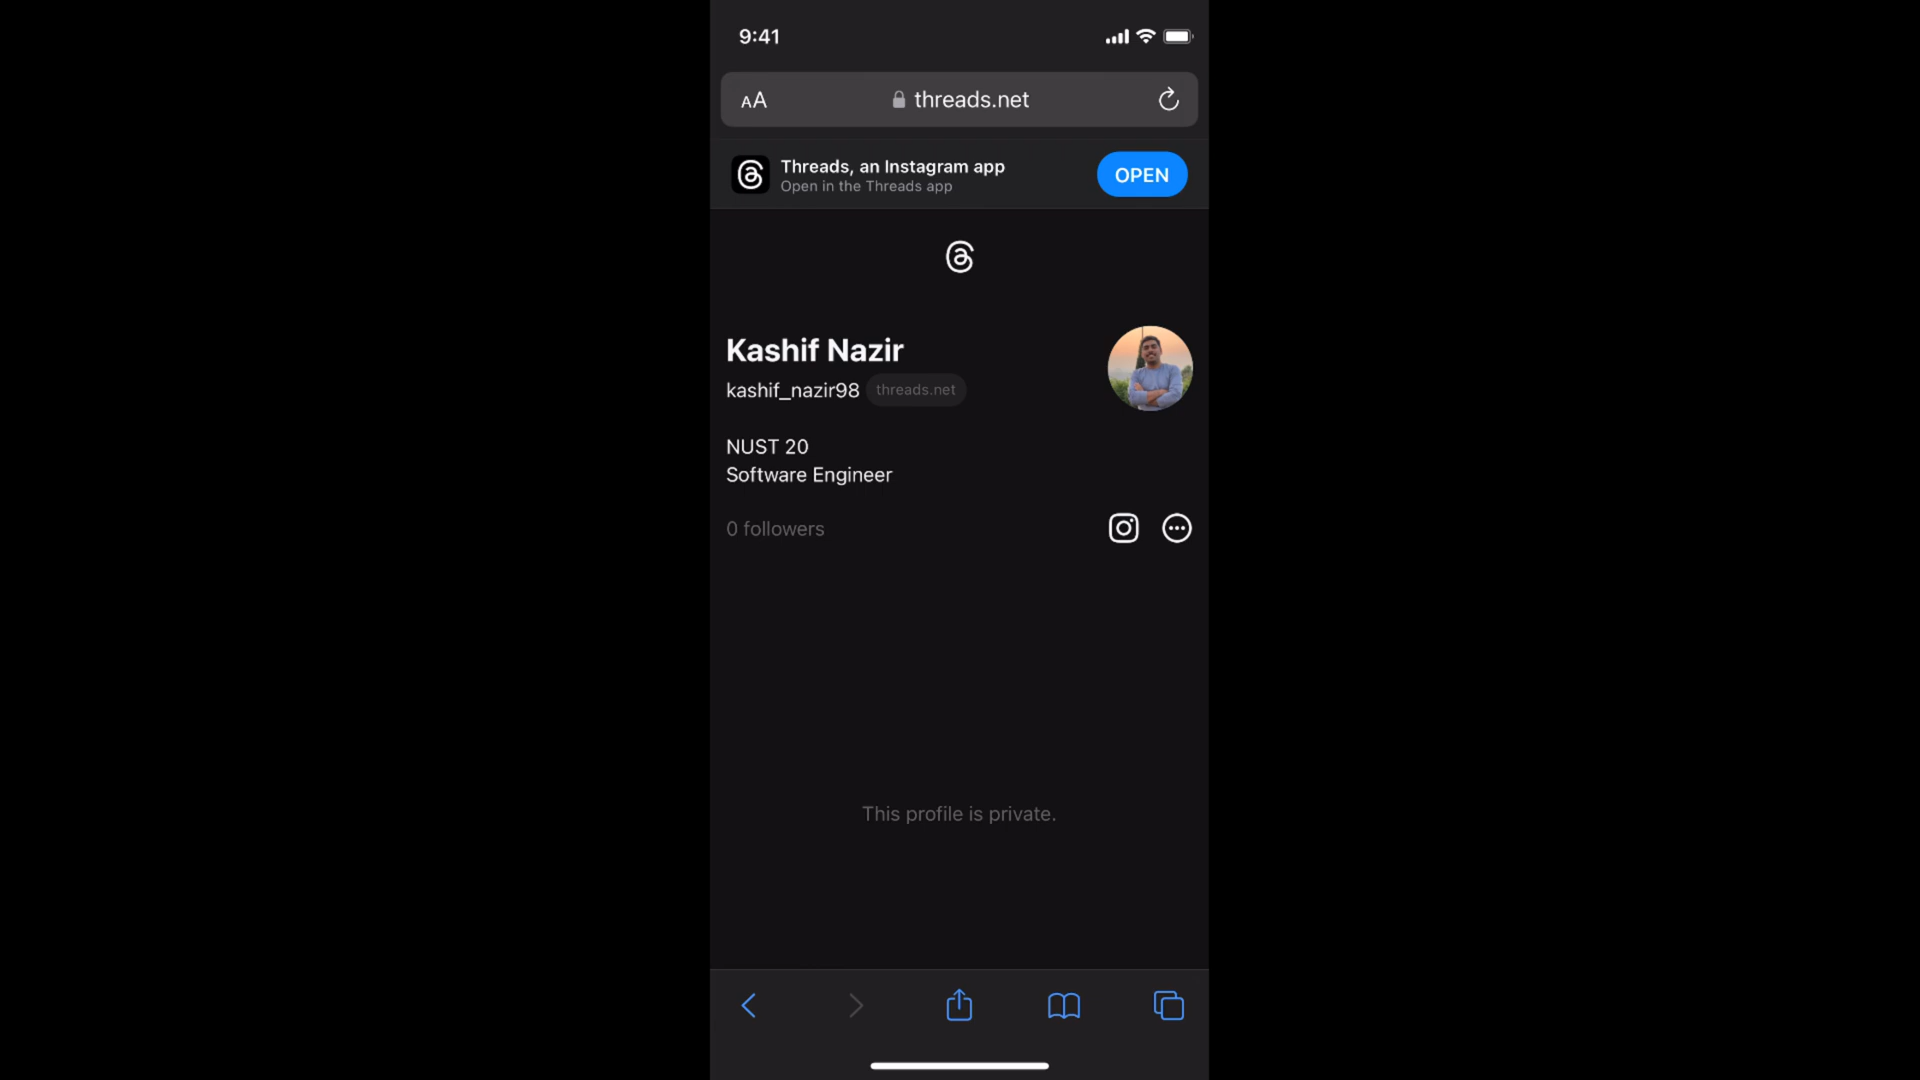 9:41
AA
threads.net
Threads, an Instagram app
Open in the Threads app
OPEN
Kashif Nazir
kashif_nazir98 threads.net
NUST 20
Software Engineer
0 followers
This profile is private.